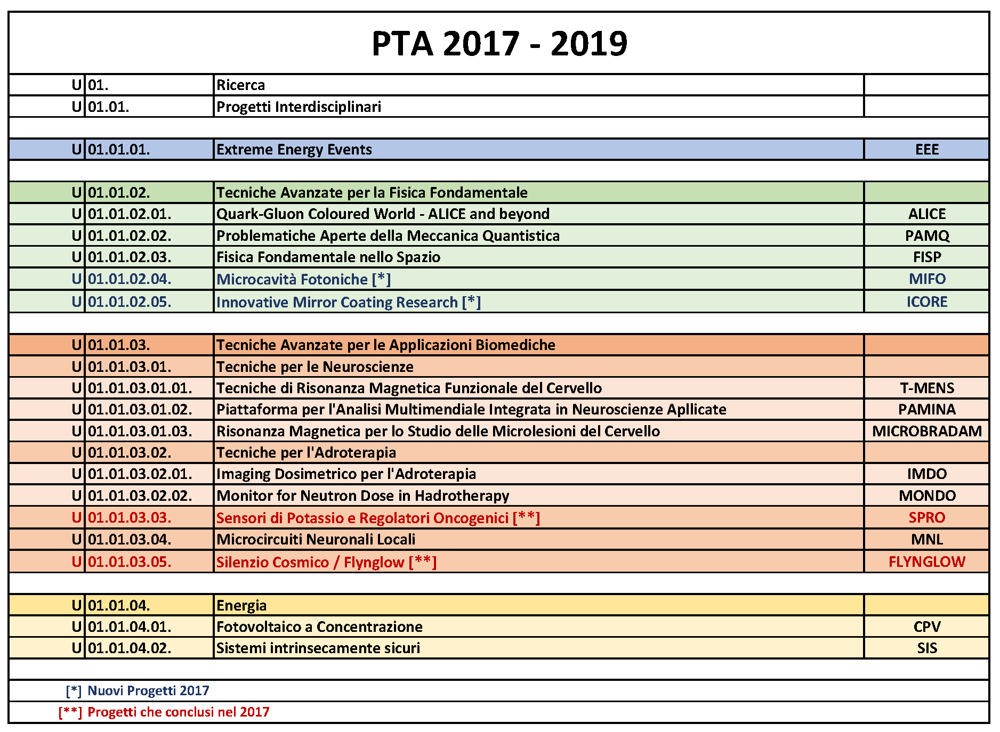 PTA 2017 - 2019
U 01. Ricerca
U 01.01. Progetti Interdisciplinari
U 01.01.01. Extreme Energy Events EEE
U 01.01.02. Tecniche Avanzate per la Fisica Fondamentale
U 01.01.02.01. Quark-Gluon Coloured World - ALICE and beyond ALICE
U 01.01.02.02. Problematiche Aperte della Meccanica Quantistica PAMQ
U 01.01.02.03. Fisica Fondamentale nello Spazio FISP
U 01.01.02.04. Microcavità Fotoniche [*] MIFO
U 01.01.02.05. Innovative Mirror Coating Research [*] ICORE
U 01.01.03. Tecniche Avanzate per le Applicazioni Biomediche
U 01.01.03.01. Tecniche per le Neuroscienze
U 01.01.03.01.01. Tecniche di Risonanza Magnetica Funzionale del Cervello T-MENS
U 01.01.03.01.02. Piattaforma per l'Analisi Multimendiale Integrata in Neuroscienze Apllicate PAMINA
U 01.01.03.01.03. Risonanza Magnetica per lo Studio delle Microlesioni del Cervello MICROBRADAM
U 01.01.03.02. Tecniche per l'Adroterapia
U 01.01.03.02.01. Imaging Dosimetrico per l'Adroterapia IMDO
U 01.01.03.02.02. Monitor for Neutron Dose in Hadrotherapy MONDO
U 01.01.03.03. Sensori di Potassio e Regolatori Oncogenici [**] SPRO
U 01.01.03.04. Microcircuiti Neuronali Locali MNL
U 01.01.03.05. Silenzio Cosmico / Flynglow [**] FLYNGLOW
U 01.01.04. Energia
U 01.01.04.01. Fotovoltaico a Concentrazione CPV
U 01.01.04.02. Sistemi intrinsecamente sicuri SIS
[*] Nuovi Progetti 2017
[**] Progetti che conclusi nel 2017